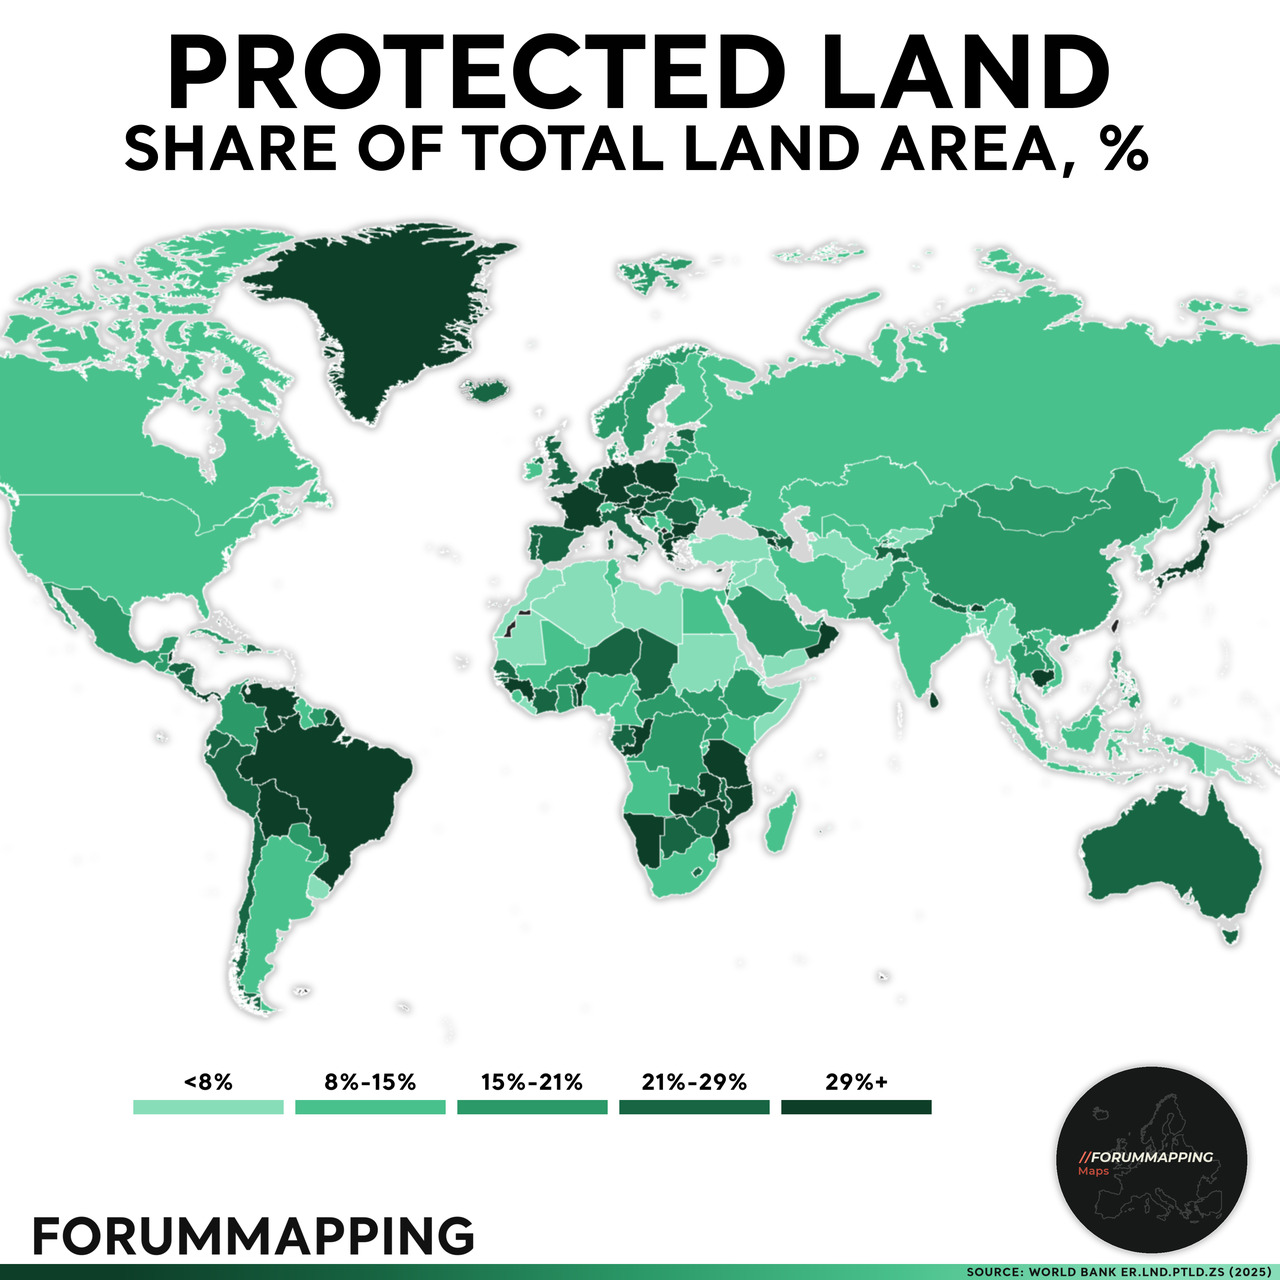 PROTECTED LAND
SHARE OF TOTAL LAND AREA, %
<8%
8%-15%
15%-21%
21%-29%
29%+
//FORUMMAPPING
Maps
FORUMMAPPING
SOURCE: WORLD BANK ER.LND.PTLD.ZS (2025)